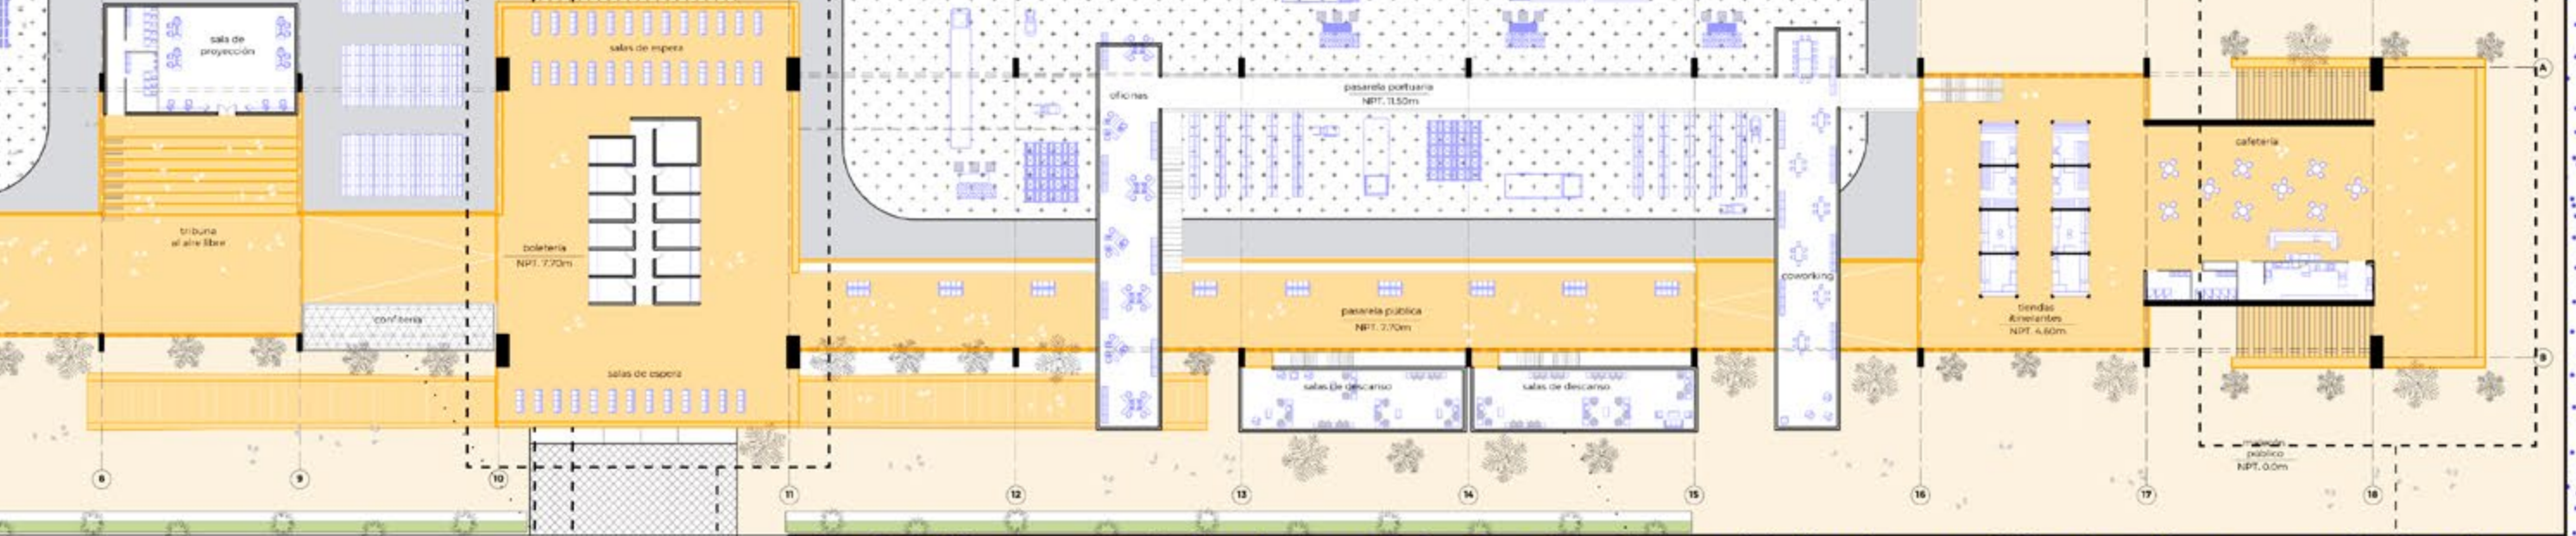 sala de
proyección
salas de espera
oficinas
pasarela portuaria
NPT. 11.50m
cafetería
A
tribuna
al aire libre
boletería
NPT. 7.70m
coworking
confitería
pasarela pública
NPT. 7.70m
tiendas
itinerantes
NPT. 4.60m
salas de espera
salas de descanso
salas de descanso
B
malecón
público
NPT. 0.0m
8
9
10
11
12
13
14
15
16
17
18